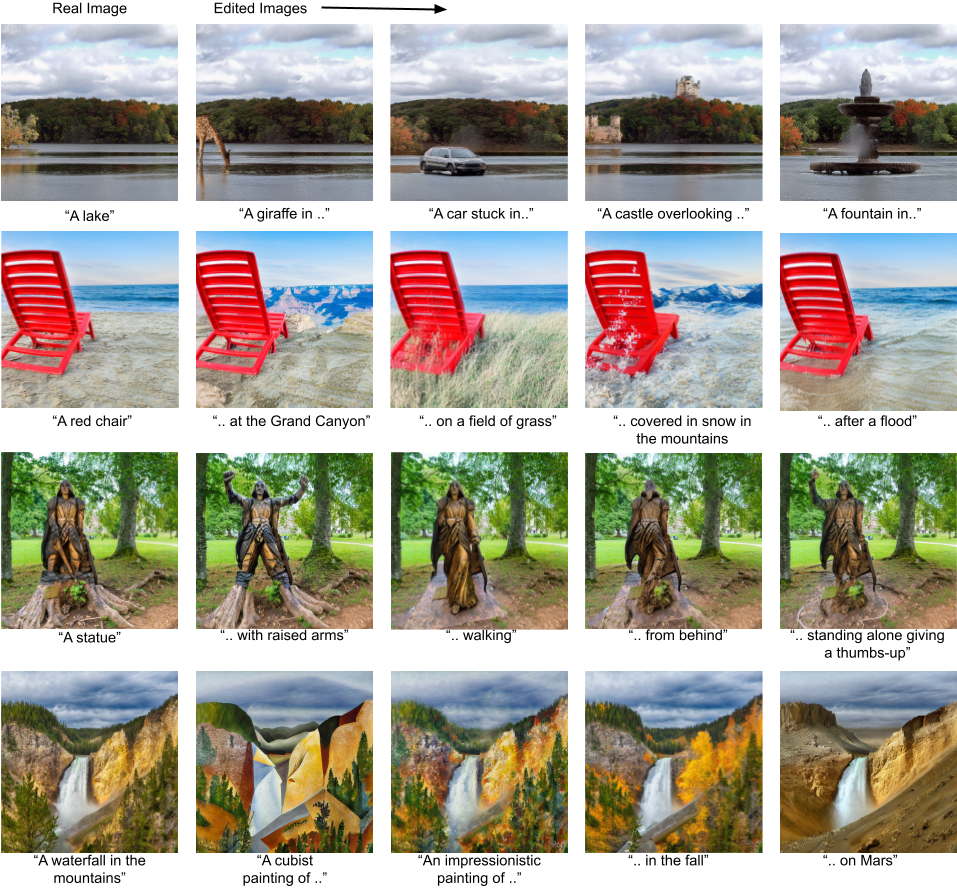 Real Image
Edited Images
“A lake”
“A giraffe in ..”
“A car stuck in..”
“A castle overlooking ..”
“A fountain in..”
“A red chair”
“.. at the Grand Canyon”
“.. on a field of grass”
“.. covered in snow in
the mountains
“.. after a flood”
“A statue”
“.. with raised arms”
“.. walking”
“.. from behind”
“.. standing alone giving
a thumbs-up”
“A waterfall in the
mountains”
“A cubist
painting of ..”
“An impressionistic
painting of ..”
“.. in the fall”
“.. on Mars”